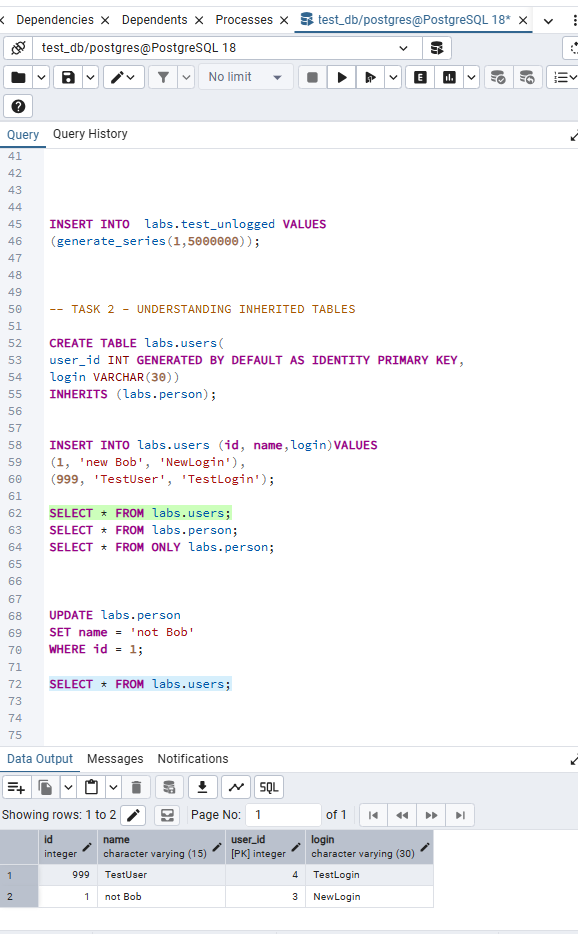 Dependencies × Dependents × Processes × test_db/postgres@PostgreSQL 18* ×
test_db/postgres@PostgreSQL 18
No limit
E
Query Query History
41
42
43
44
45 INSERT INTO  labs.test_unlogged VALUES
46 (generate_series(1,5000000));
47
48
49
50 -- TASK 2 - UNDERSTANDING INHERITED TABLES
51
52 CREATE TABLE labs.users(
53 user_id INT GENERATED BY DEFAULT AS IDENTITY PRIMARY KEY,
54 login VARCHAR(30))
55 INHERITS (labs.person);
56
57
58 INSERT INTO labs.users (id, name,login)VALUES
59 (1, 'new Bob', 'NewLogin'),
60 (999, 'TestUser', 'TestLogin');
61
62 SELECT * FROM labs.users;
63 SELECT * FROM labs.person;
64 SELECT * FROM ONLY labs.person;
65
66
67
68 UPDATE labs.person
69 SET name = 'not Bob'
70 WHERE id = 1;
71
72 SELECT * FROM labs.users;
73
74
75
Data Output Messages Notifications
SQL
Showing rows: 1 to 2 Page No: 1 of 1
id name user_id login
integer character varying (15) [PK] integer character varying (30)
1 999 TestUser 4 TestLogin
2 1 not Bob 3 NewLogin